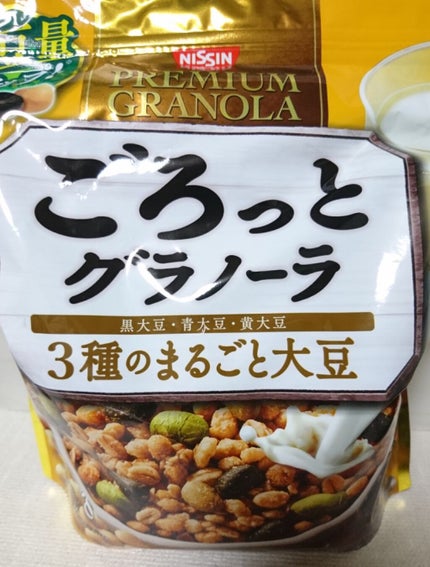 量
NISSIN
PREMIUM
GRANOLA
ごろっと
グラノーラ
黒大豆・青大豆・黄大豆
3種のまるごと大豆